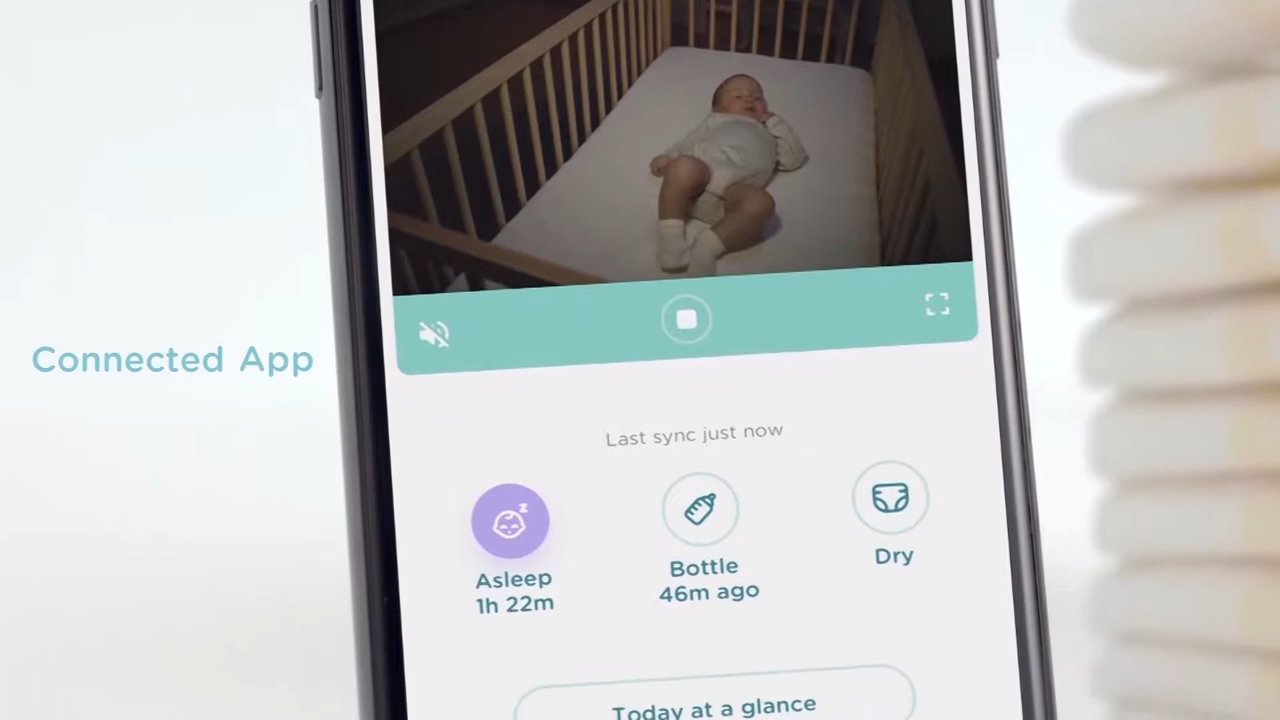 Connected App
Last sync just now
Asleep
1h 22m
Bottle
46m ago
Dry
Today at a glance